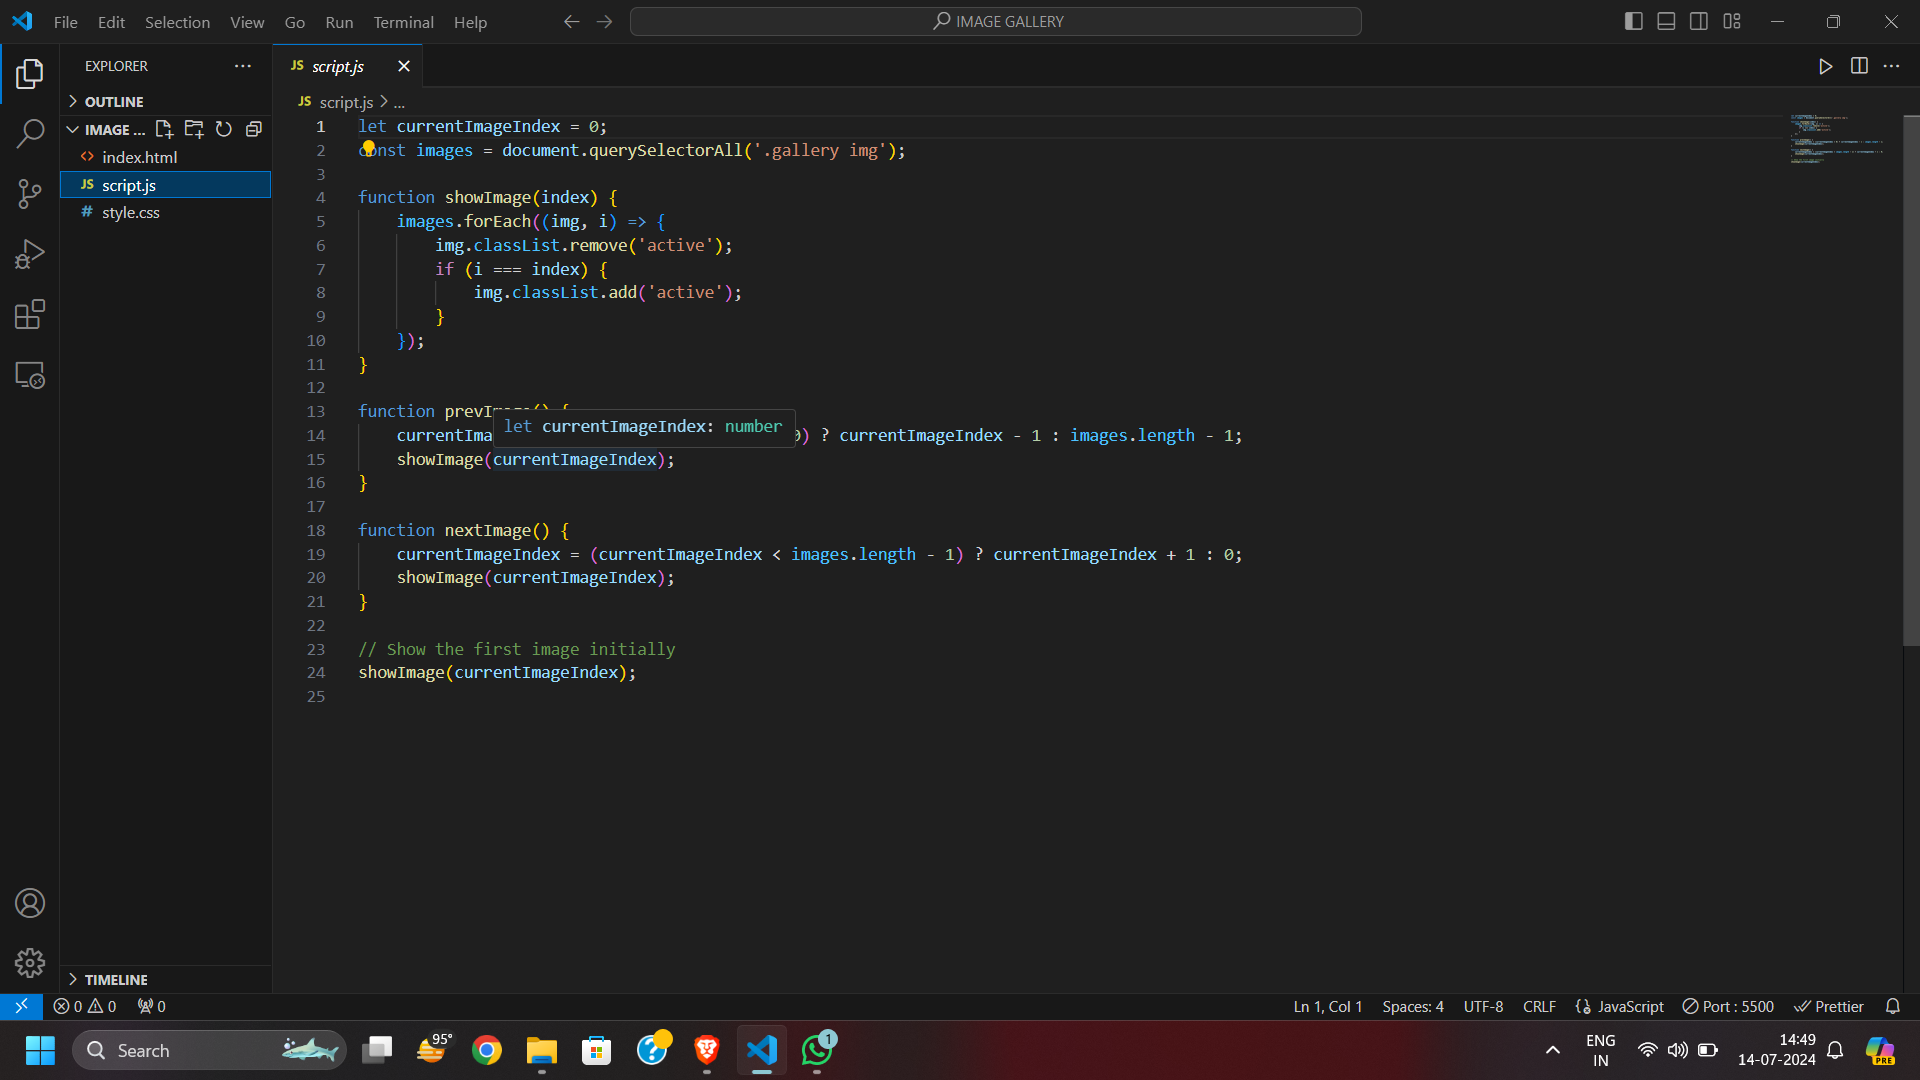 File Edit Selection View Go Run Terminal Help
IMAGE GALLERY
EXPLORER
OUTLINE
IMAGE ...
index.html
JS script.js
# style.css
TIMELINE
JS script.js
JS script.js > ...
1 let currentImageIndex = 0;
2 const images = document.querySelectorAll('.gallery img');
3
4 function showImage(index) {
5 images.forEach((img, i) => {
6 img.classList.remove('active');
7 if (i === index) {
8 img.classList.add('active');
9 }
10 });
11 }
12
13 function prevImage() {
let currentImageIndex: number
14 currentIma 0) ? currentImageIndex - 1 : images.length - 1;
15 showImage(currentImageIndex);
16 }
17
18 function nextImage() {
19 currentImageIndex = (currentImageIndex < images.length - 1) ? currentImageIndex + 1 : 0;
20 showImage(currentImageIndex);
21 }
22
23 // Show the first image initially
24 showImage(currentImageIndex);
25
0 0 0
Ln 1, Col 1 Spaces: 4 UTF-8 CRLF JavaScript Port : 5500 Prettier
Search
95°
1
ENG
IN
14:49
14-07-2024
PRE